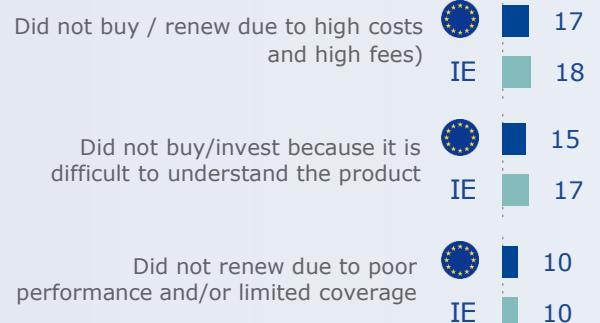 Did not buy / renew due to high costs
and high fees)
17
IE 18
Did not buy/invest because it is
difficult to understand the product
15
IE 17
Did not renew due to poor
performance and/or limited coverage
10
IE 10